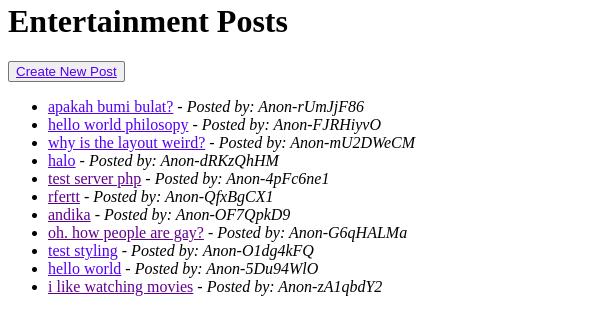 Entertainment Posts
Create New Post
apakah bumi bulat? - Posted by: Anon-rUmJjF86
hello world philosopy - Posted by: Anon-FJRHiyvO
why is the layout weird? - Posted by: Anon-mU2DWeCM
halo - Posted by: Anon-dRKzQhHM
test server php - Posted by: Anon-4pFc6ne1
rfertt - Posted by: Anon-QfxBgCX1
andika - Posted by: Anon-OF7QpkD9
oh. how people are gay? - Posted by: Anon-G6qHALMa
test styling - Posted by: Anon-O1dg4kFQ
hello world - Posted by: Anon-5Du94WlO
i like watching movies - Posted by: Anon-zA1qbdY2